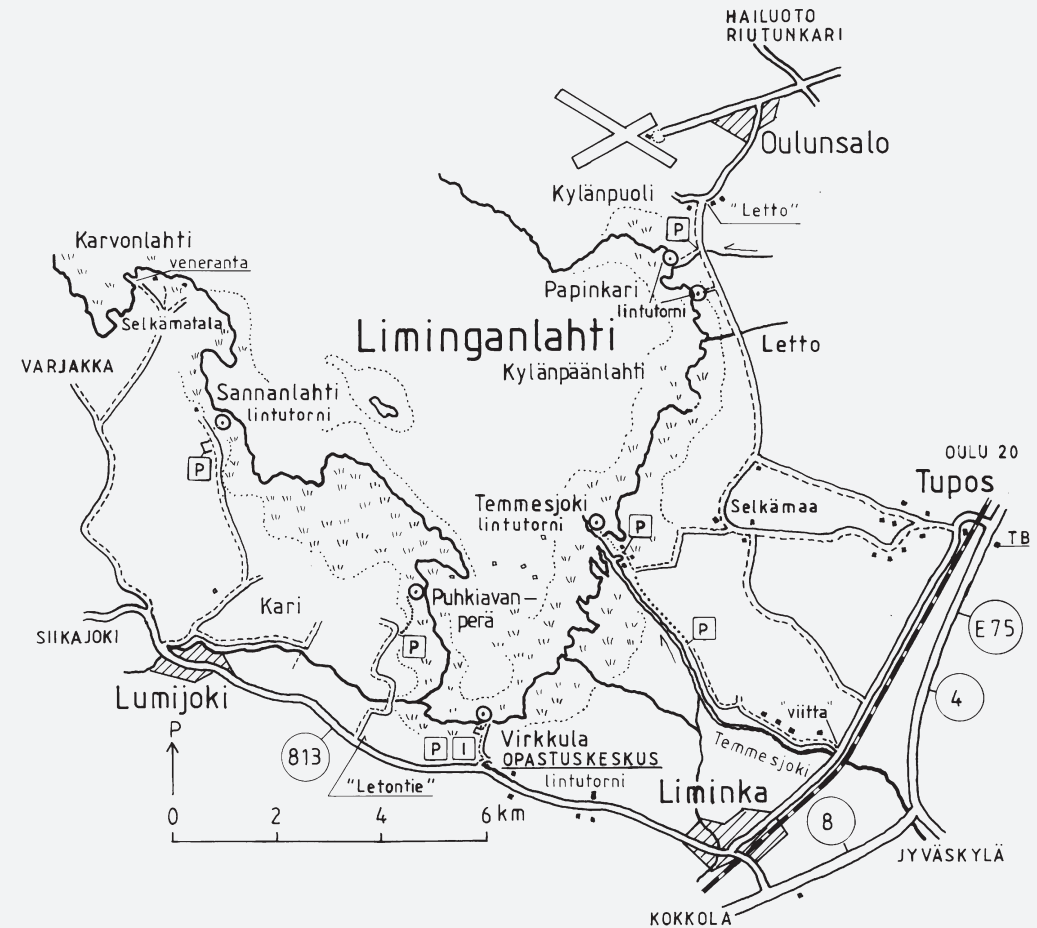 HAILUOTO
RIUTUNKARI
Oulunsalo
Kylänpuoli
"Letto"
P
Karvonlahti
veneranta
Papinkari
lintutorni
Selkämatala
Liminganlahti
Letto
Kylänpäänlahti
VARJAKKA
Sannanlahti
lintutorni
P
OULU 20
Tupos
Temmesjoki
lintutorni
Selkämaa
P
TB
Kari
Puhkiavan-
perä
P
P
E75
SIIKAJOKI
Lumijoki
4
"viitta"
P
813
P I
Virkkula
OPASTUSKESKUS
lintutorni
Temmesjoki
"Letontie"
Liminka
0 2 4 6 km
8
JYVÄSKYLÄ
KOKKOLA